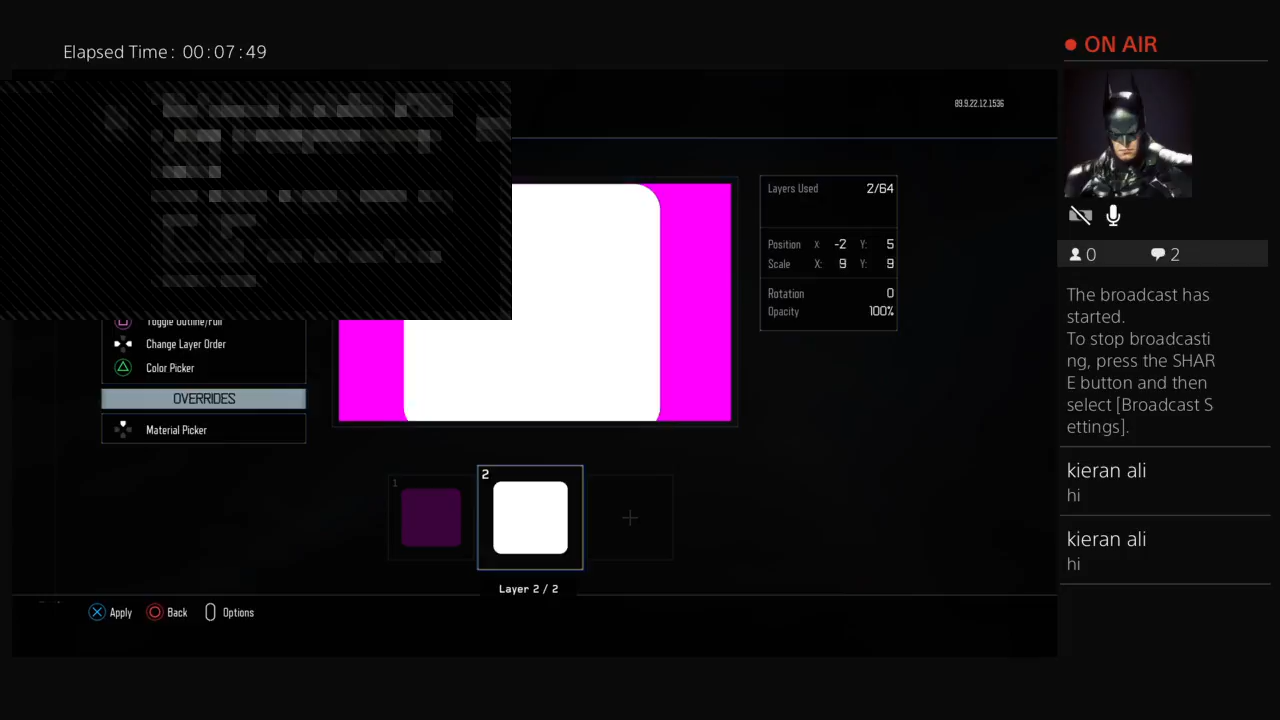 Elapsed Time: 00:07:49
ON AIR
89.9.22.12.1536
Layers Used 2/64
Position X: -2 Y: 5
Scale X: 9 Y: 9
Rotation 0
Opacity 100%
0 2
The broadcast has
started.
To stop broadcasti
ng, press the SHAR
E button and then
select [Broadcast S
ettings].
kieran ali
hi
kieran ali
hi
Toggle Outline/Full
Change Layer Order
Color Picker
OVERRIDES
Material Picker
1
2
Layer 2 / 2
Apply Back Options